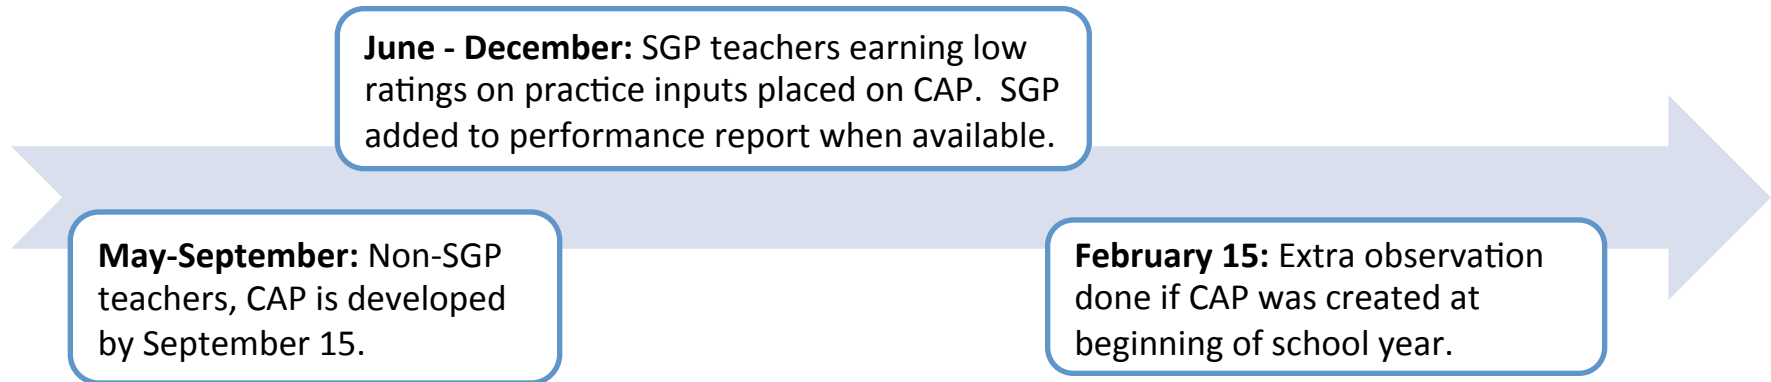 June - December: SGP teachers earning low
ratings on practice inputs placed on CAP.  SGP
added to performance report when available.
May-September: Non-SGP
teachers, CAP is developed
by September 15.
February 15: Extra observation
done if CAP was created at
beginning of school year.